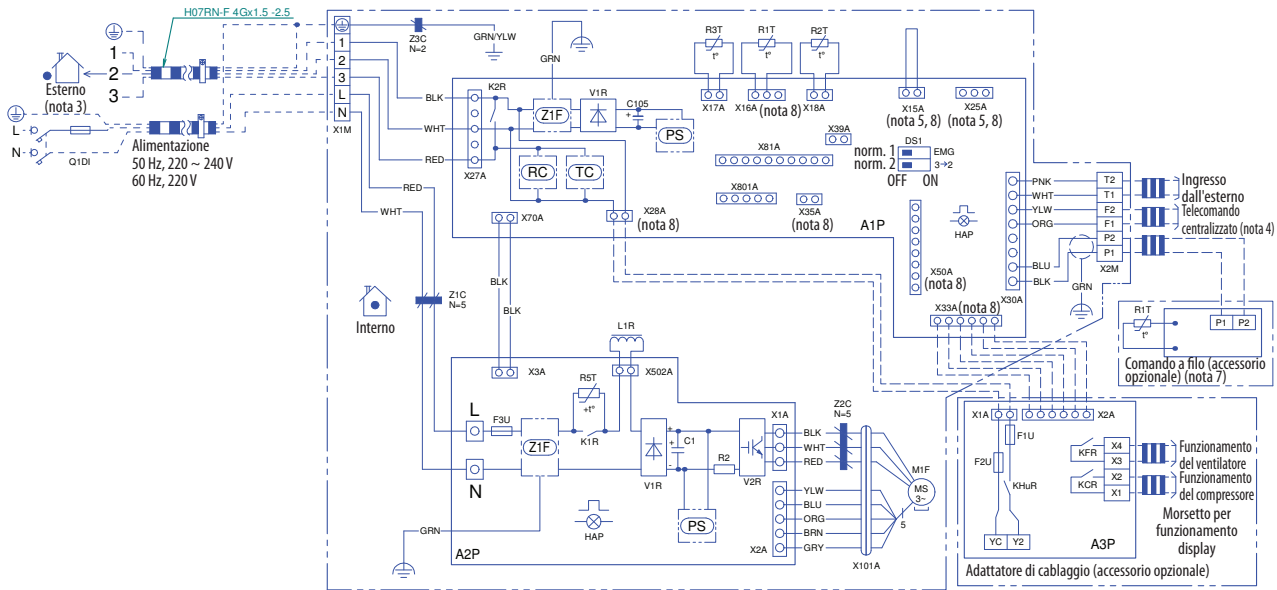 H07RN-F 4Gx1.5 -2.5
1
2
3
Esterno
(nota 3)
L
N
Q1DI
Alimentazione
50 Hz, 220 ~ 240 V
60 Hz, 220 V
1
2
3
L
N
X1M
Z3C
N=2
GRN/YLW
GRN
BLK
WHT
RED
K2R
X27A
Z1F
V1R
C105
+
PS
RC
TC
X70A
X28A
(nota 8)
R3T
t°
R1T
t°
R2T
t°
X17A
X16A
(nota 8)
X18A
X15A
(nota 5, 8)
X25A
(nota 5, 8)
X39A
X81A
DS1
norm. 1
EMG
norm. 2
3→2
OFF ON
X801A
X35A
(nota 8)
HAP
A1P
X50A
(nota 8)
X30A
X33A
(nota 8)
PNK
WHT
YLW
ORG
BLU
BLK
GRN
T2
T1
F2
F1
P2
P1
X2M
Ingresso
dall'esterno
Telecomando
centralizzato (nota 4)
R1T
t°
P1
P2
Comando a filo (accessorio
opzionale) (nota 7)
RED
WHT
Z1C
N=5
BLK
BLK
Interno
L1R
X3A
X502A
R5T
+t°
K1R
L
F3U
Z1F
N
V1R
+
-
+
C1
R2
V2R
PS
HAP
GRN
A2P
X1A
BLK
WHT
RED
Z2C
N=5
YLW
BLU
ORG
BRN
GRY
X2A
X101A
M1F
MS
3~
5
X1A
X2A
F1U
F2U
KHuR
YC
Y2
KFR
KCR
X4
X3
X2
X1
A3P
Funzionamento
del ventilatore
Funzionamento
del compressore
Morsetto per
funzionamento
display
Adattatore di cablaggio (accessorio opzionale)